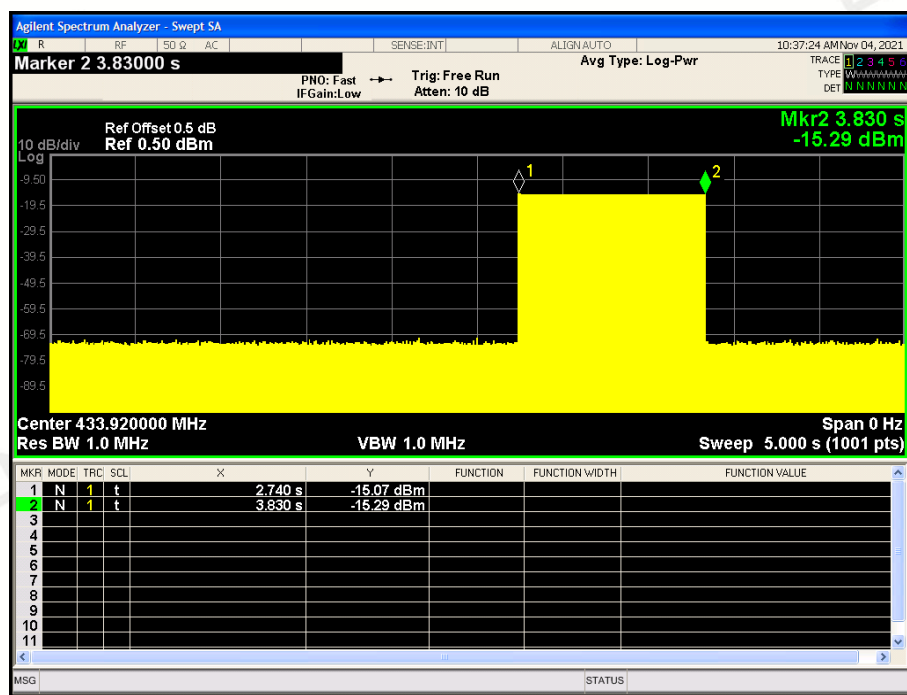 Agilent Spectrum Analyzer - Swept SA
LXI R RF 50 Ω AC SENSE:INT ALIGN AUTO 10:37:24 AM Nov 04, 2021
Marker 2 3.83000 s Avg Type: Log-Pwr TRACE 1 2 3 4 5 6
PNO: Fast Trig: Free Run TYPE W
IFGain:Low Atten: 10 dB DET N N N N N N
Mkr2 3.830 s
Ref Offset 0.5 dB
10 dB/div Ref 0.50 dBm -15.29 dBm
Log
1 2
-9.50
-19.5
-29.5
-39.5
-49.5
-59.5
-69.5
-79.5
-89.5
Center 433.920000 MHz Span 0 Hz
Res BW 1.0 MHz VBW 1.0 MHz Sweep 5.000 s (1001 pts)
MKR MODE TRC SCL X Y FUNCTION FUNCTION WIDTH FUNCTION VALUE
1 N 1 t 2.740 s -15.07 dBm
2 N 1 t 3.830 s -15.29 dBm
3
4
5
6
7
8
9
10
11
MSG STATUS